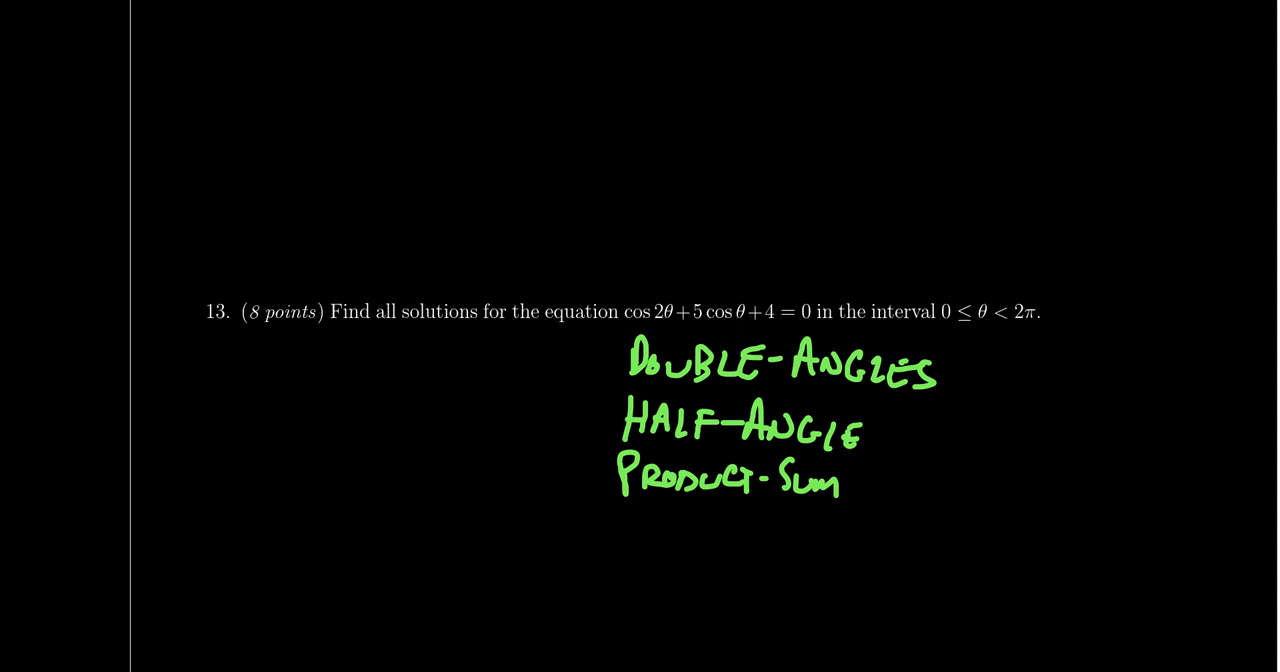 13. (8 points) Find all solutions for the equation cos 2θ + 5 cos θ + 4 = 0 in the interval 0 ≤ θ < 2π.
DOUBLE-ANGLES
HALF-ANGLE
PRODUCT-SUM